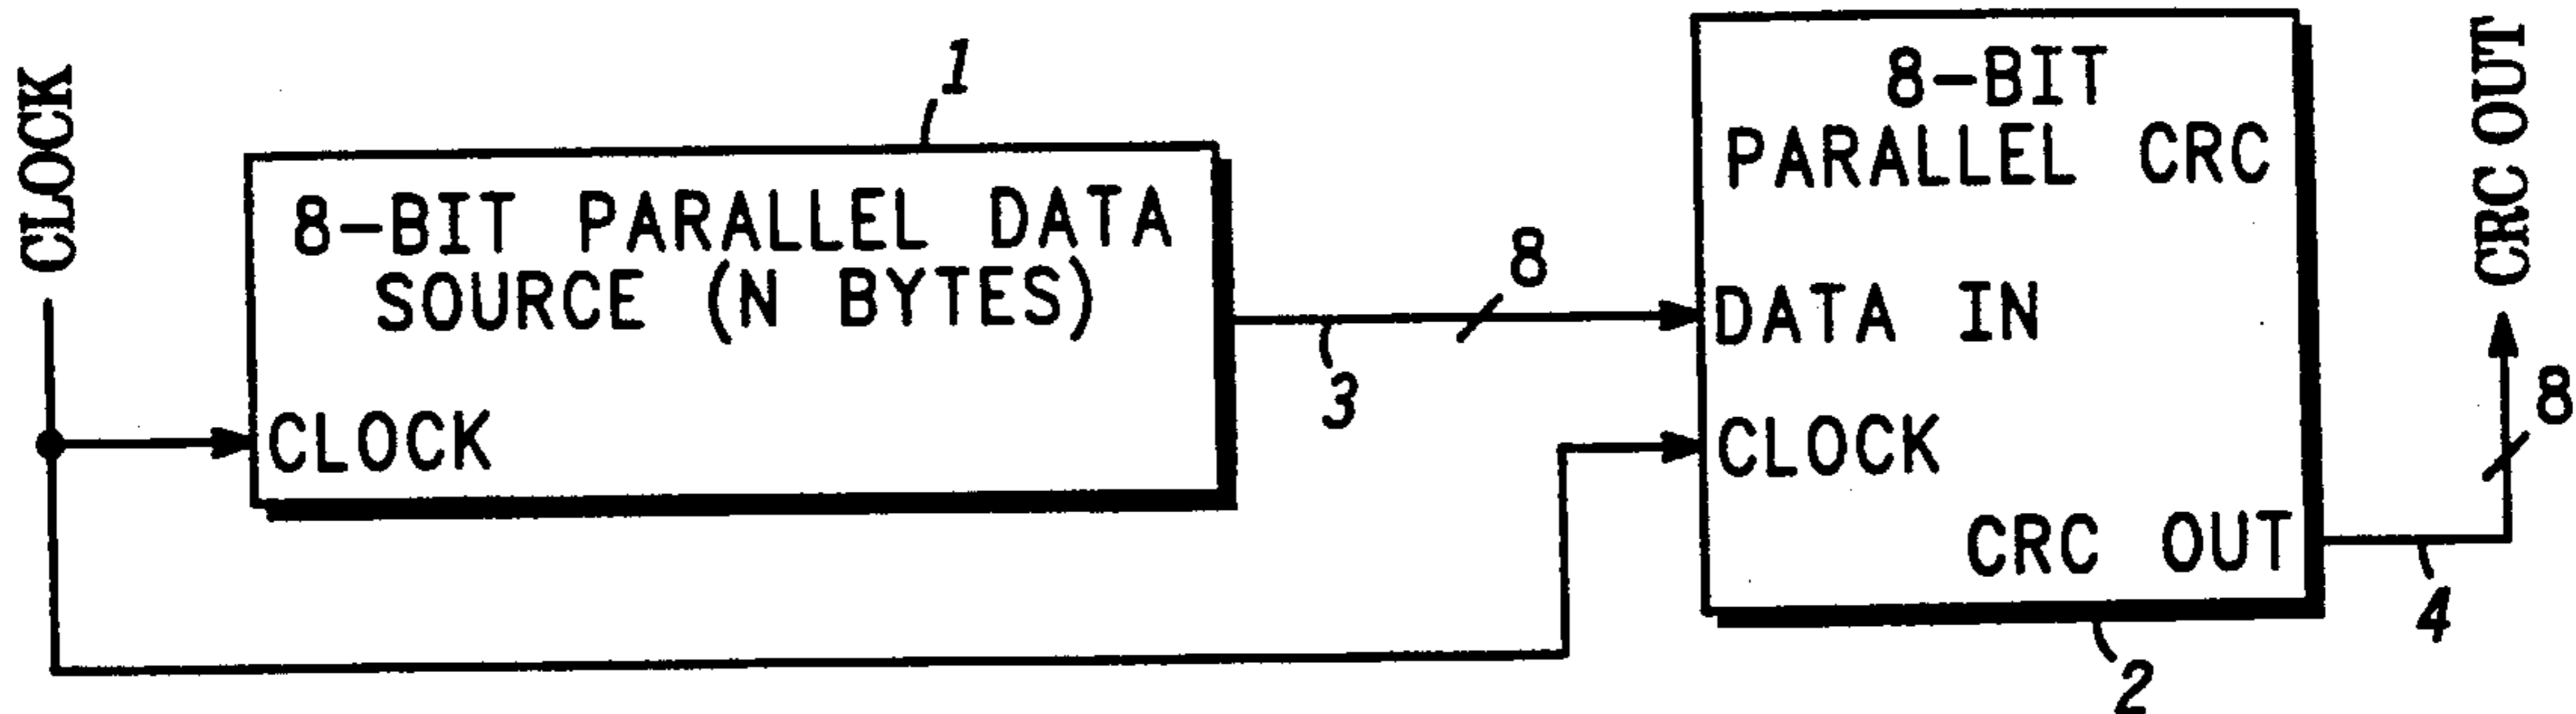 CLOCK
1
8-BIT PARALLEL DATA
SOURCE (N BYTES)
CLOCK
8
3
8-BIT
PARALLEL CRC
DATA IN
CLOCK
CRC OUT
2
4
8
CRC OUT